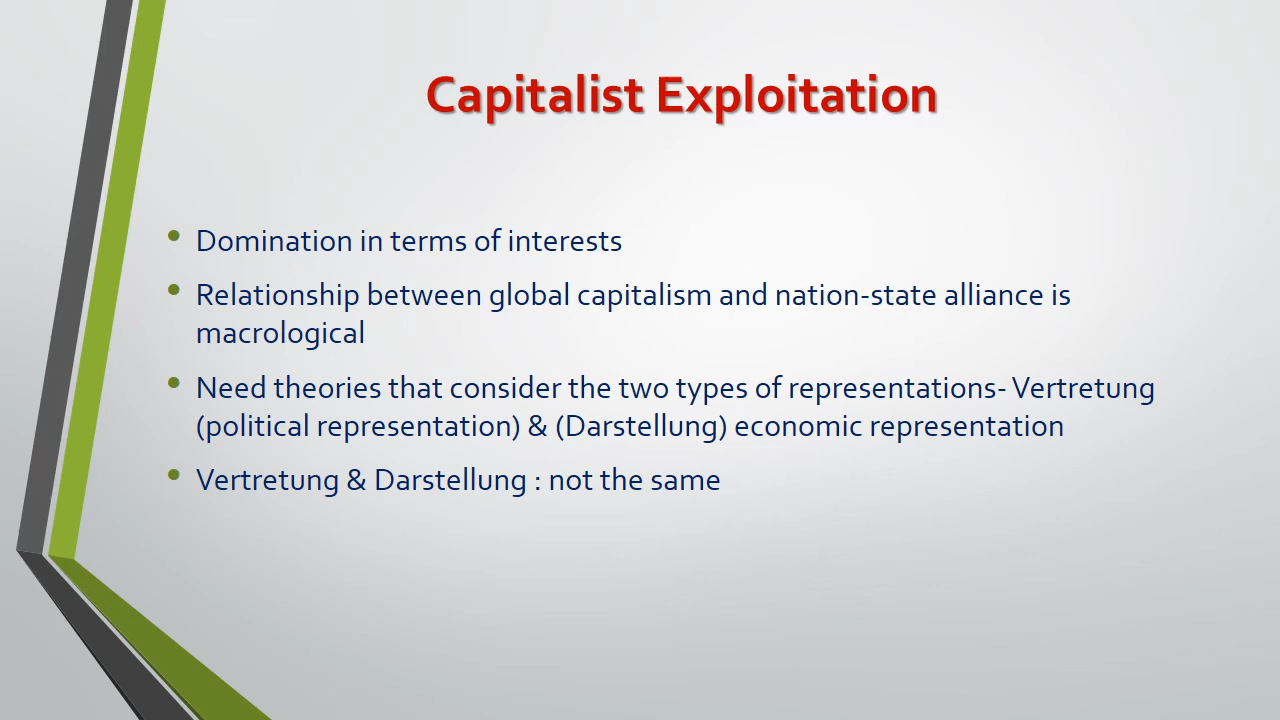 Capitalist Exploitation
• Domination in terms of interests
• Relationship between global capitalism and nation-state alliance is
macrological
• Need theories that consider the two types of representations- Vertretung
(political representation) & (Darstellung) economic representation
• Vertretung & Darstellung : not the same